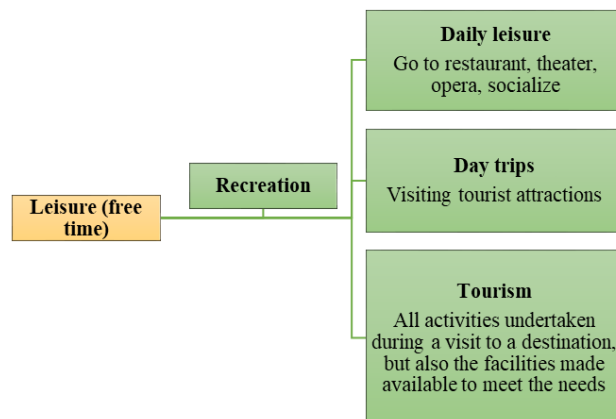 Leisure (free
time)
Recreation
Daily leisure
Go to restaurant, theater,
opera, socialize
Day trips
Visiting tourist attractions
Tourism
All activities undertaken
during a visit to a destination,
but also the facilities made
available to meet the needs